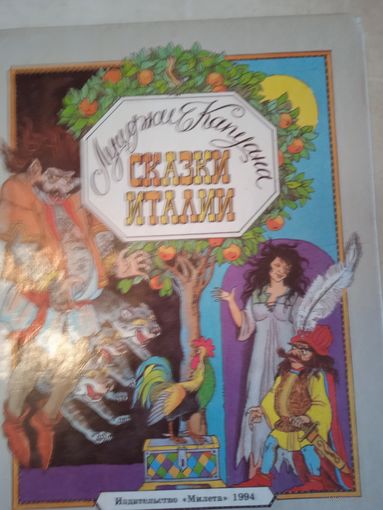 Луиджи Капуана
СКАЗКИ
ИТАЛИИ
Издательство «Милета» 1994